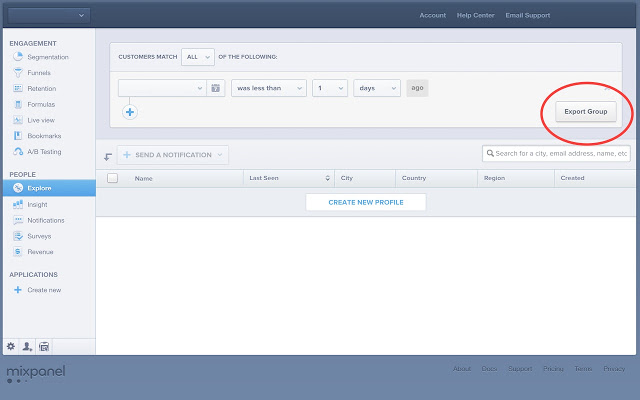 Account Help Center Email Support
ENGAGEMENT
Segmentation
Funnels
Retention
Formulas
Live view
Bookmarks
A/B Testing
PEOPLE
Explore
Insight
Notifications
Surveys
Revenue
APPLICATIONS
Create new
CUSTOMERS MATCH ALL OF THE FOLLOWING:
was less than 1 days ago
Export Group
SEND A NOTIFICATION
Search for a city, email address, name, etc
Name Last Seen City Country Region Created
CREATE NEW PROFILE
mixpanel
About Docs Support Pricing Terms Privacy